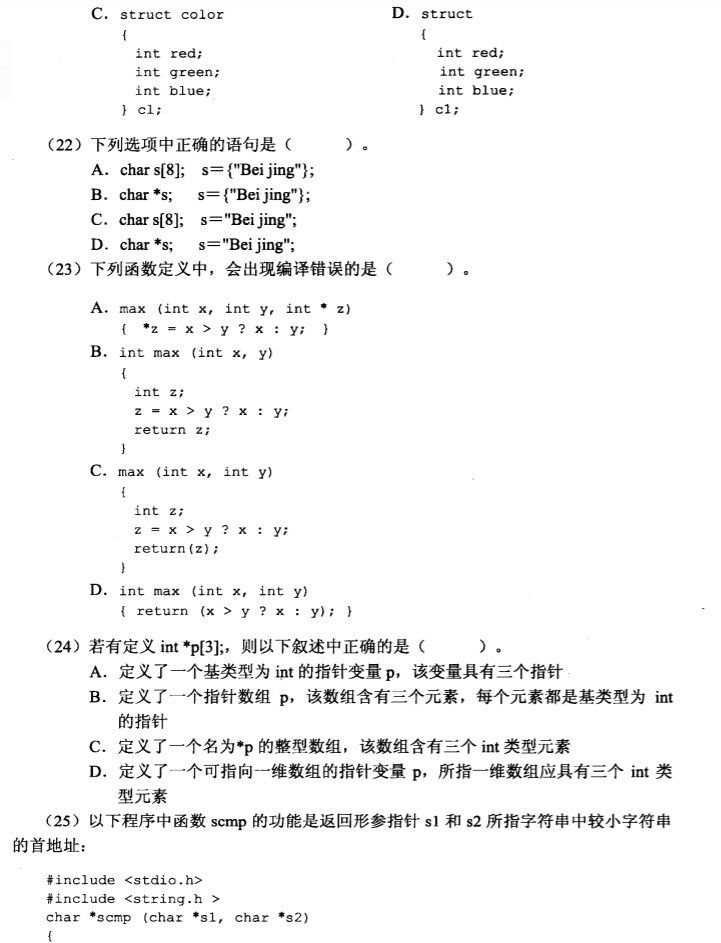 C. struct color
{
int red;
int green;
int blue;
} cl;
D. struct
{
int red;
int green;
int blue;
} c1;
（22）下列选项中正确的语句是（　　）。
A. char s[8]; s={"Beijing"};
B. char *s; s={"Beijing"};
C. char s[8]; s="Beijing";
D. char *s; s="Beijing";
（23）下列函数定义中，会出现编译错误的是（　　）。
A. max (int x, int y, int * z)
{ *z = x > y ? x : y; }
B. int max (int x, y)
{
int z;
z = x > y ? x : y;
return z;
}
C. max (int x, int y)
{
int z;
z = x > y ? x : y;
return(z);
}
D. int max (int x, int y)
{ return (x > y ? x : y); }
（24）若有定义 int *p[3];，则以下叙述中正确的是（　　）。
A. 定义了一个基类型为 int 的指针变量 p，该变量具有三个指针
B. 定义了一个指针数组 p，该数组含有三个元素，每个元素都是基类型为 int
的指针
C. 定义了一个名为*p 的整型数组，该数组含有三个 int 类型元素
D. 定义了一个可指向一维数组的指针变量 p，所指一维数组应具有三个 int 类
型元素
（25）以下程序中函数 scmp 的功能是返回形参指针 s1 和 s2 所指字符串中较小字符串
的首地址：
#include <stdio.h>
#include <string.h >
char *scmp (char *s1, char *s2)
{